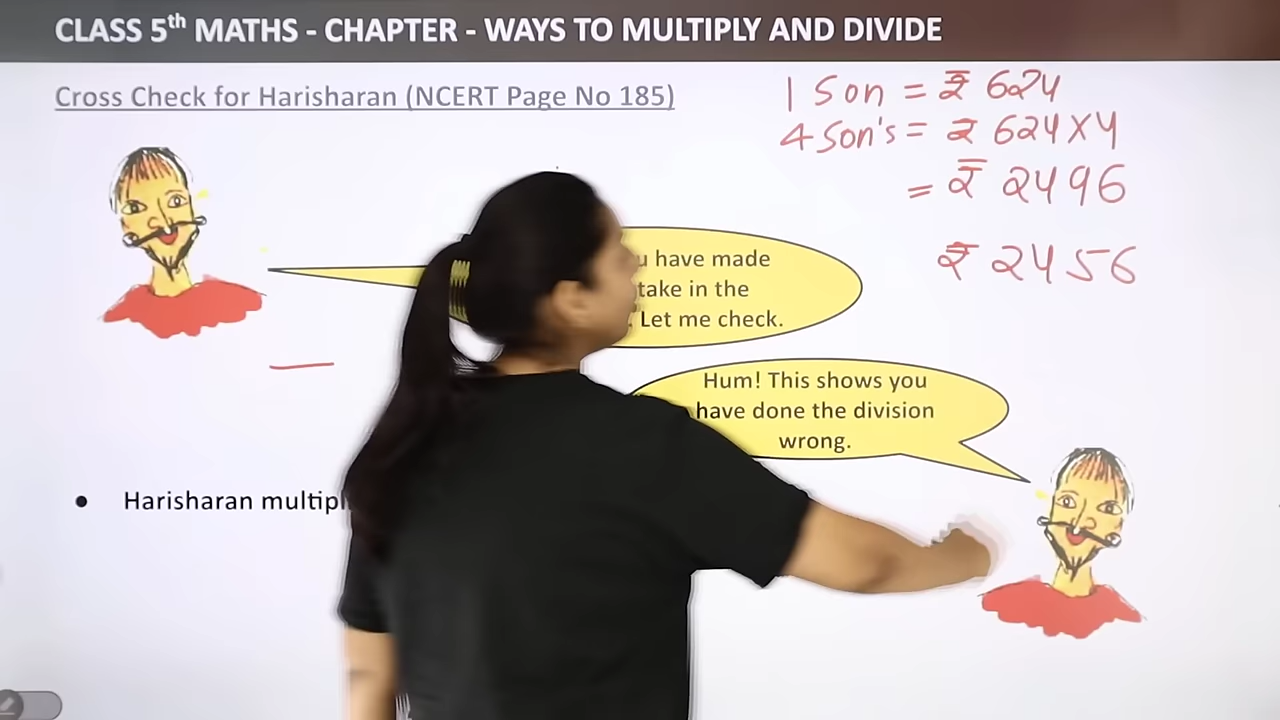 CLASS 5th MATHS - CHAPTER - WAYS TO MULTIPLY AND DIVIDE
Cross Check for Harisharan (NCERT Page No 185)
1 Son = ₹ 624
4 Son's = ₹ 624 × 4
= ₹ 2496
₹ 2456
have made
in the
Let me check.
Hum! This shows you
have done the division
wrong.
• Harisharan